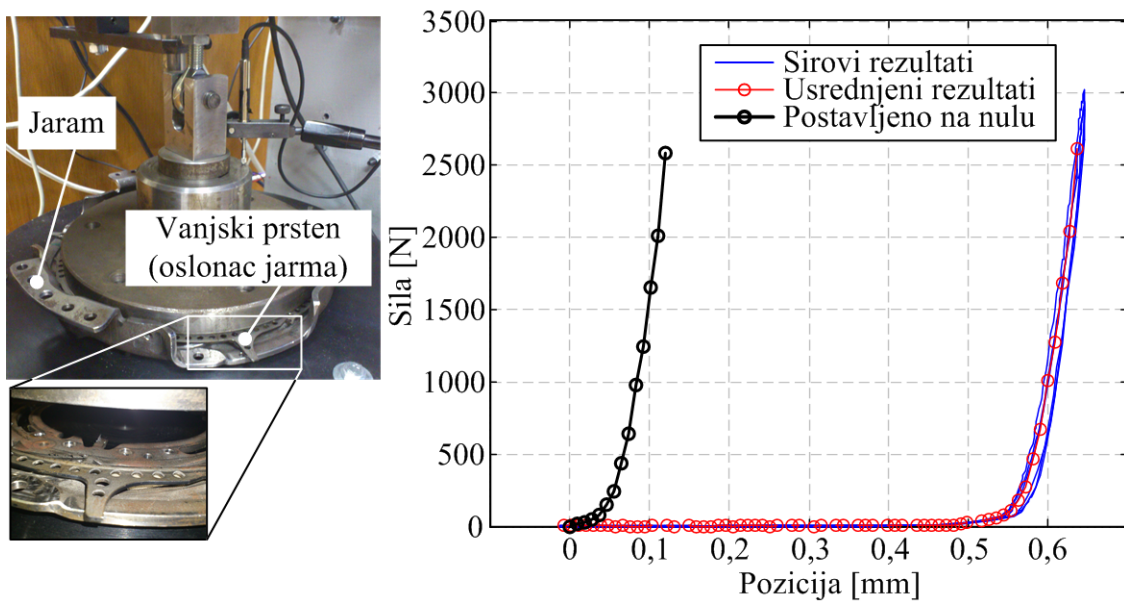 Jaram
Vanjski prsten
(oslonac jarma)
Sila [N]
3500
3000
2500
2000
1500
1000
500
0
Sirovi rezultati
Usrednjeni rezultati
Postavljeno na nulu
0
0,1
0,2
0,3
0,4
0,5
0,6
Pozicija [mm]